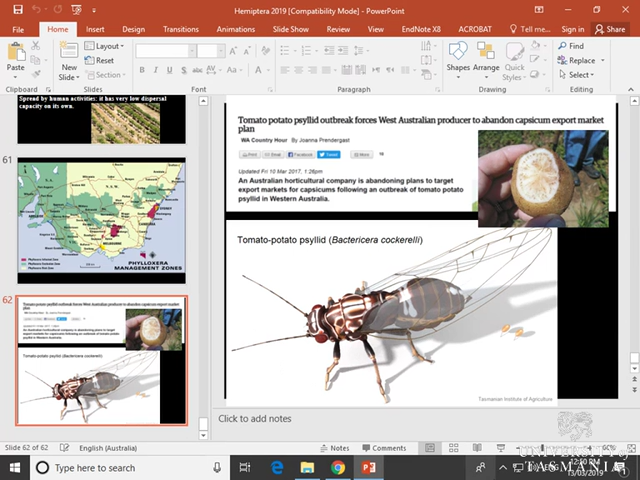 Hemiptera 2019 [Compatibility Mode] - PowerPoint
File Home Insert Design Transitions Animations Slide Show Review View EndNote X8 ACROBAT Tell me... Sign in Share
Paste
New Slide
Layout
Reset
Section
Shapes Arrange Quick Styles
Find
Replace
Select
Clipboard Slides Font Paragraph Drawing Editing
Spread by human activities: it has very low dispersal
capacity on its own.
61
PHYLLOXERA
MANAGEMENT ZONES
62
Tomato potato psyllid outbreak forces West Australian producer to abandon capsicum export market
plan
WA Country Hour By Joanna Prendergast
Print Email Facebook Twitter More
Updated Fri 10 Mar 2017, 1:28pm
An Australian horticultural company is abandoning plans to target
export markets for capsicums following an outbreak of tomato potato
psyllid in Western Australia.
Tomato-potato psyllid (Bactericera cockerelli)
Tasmanian Institute of Agriculture
Click to add notes
Slide 62 of 62 English (Australia) Notes Comments
UNIVERSITY of
TASMANIA
Type here to search
13/03/2019